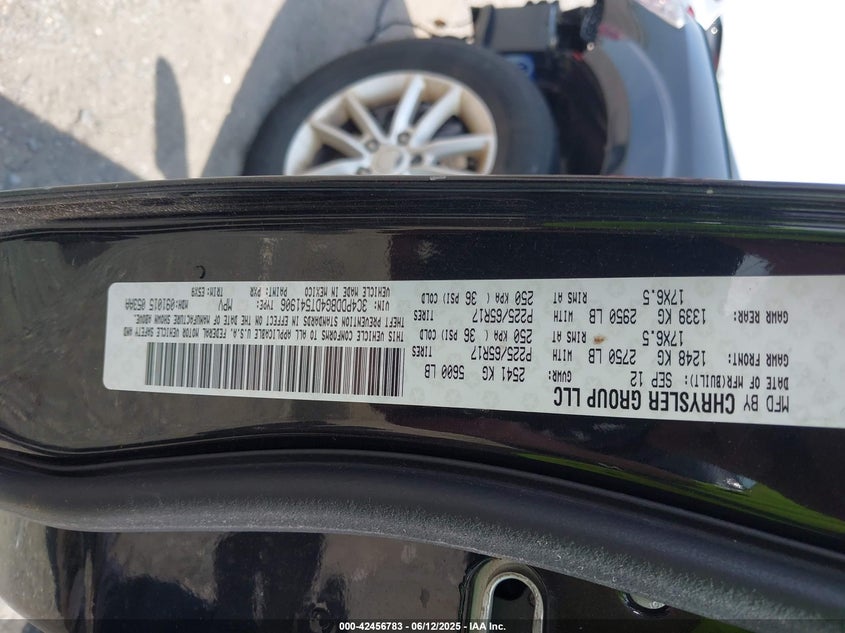 MFD BY CHRYSLER GROUP LLC
DATE OF MFR(BUILT): SEP 12 GVWR: 2541 KG 5600 LB
GAWR FRONT: 1248 KG 2750 LB WITH P225/65R17 TIRES
17X6.5 RIMS AT 250 KPA ( 36 PSI) COLD
GAWR REAR: 1339 KG 2950 LB WITH P225/65R17 TIRES
17X6.5 RIMS AT 250 KPA ( 36 PSI) COLD
THIS VEHICLE CONFORMS TO ALL APPLICABLE U.S.A. FEDERAL MOTOR VEHICLE SAFETY AND
THEFT PREVENTION STANDARDS IN EFFECT ON THE DATE OF MANUFACTURE SHOWN ABOVE.
VIN: 3C4PDDBG4DT541906 TYPE: MPV MDH:091015 053AA
VEHICLE MADE IN MEXICO PAINT: PXR TRIM: E5X9
000-42456783 - 06/12/2025 - IAA Inc.